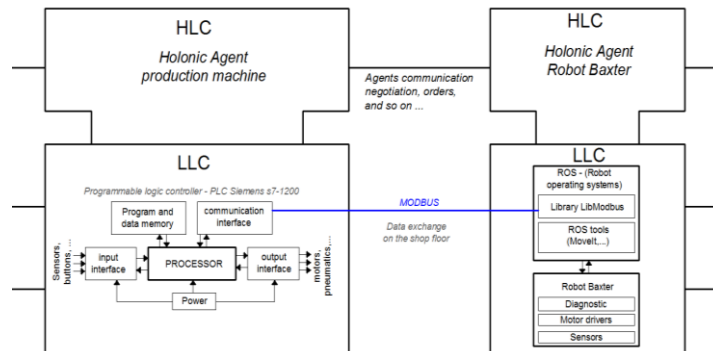 HLC
Holonic Agent
production machine
Agents communication
negotiation, orders,
and so on ...
HLC
Holonic Agent
Robot Baxter
LLC
Programmable logic controller - PLC Siemens s7-1200
Program and
data memory
communication
interface
Sensors,
buttons, ...
input
interface
PROCESSOR
output
interface
motors,
pneumatics,...
Power
MODBUS
Data exchange
on the shop floor
LLC
ROS - (Robot
operating systems)
Library LibModbus
ROS tools
(MoveIt,...)
Robot Baxter
Diagnostic
Motor drivers
Sensors